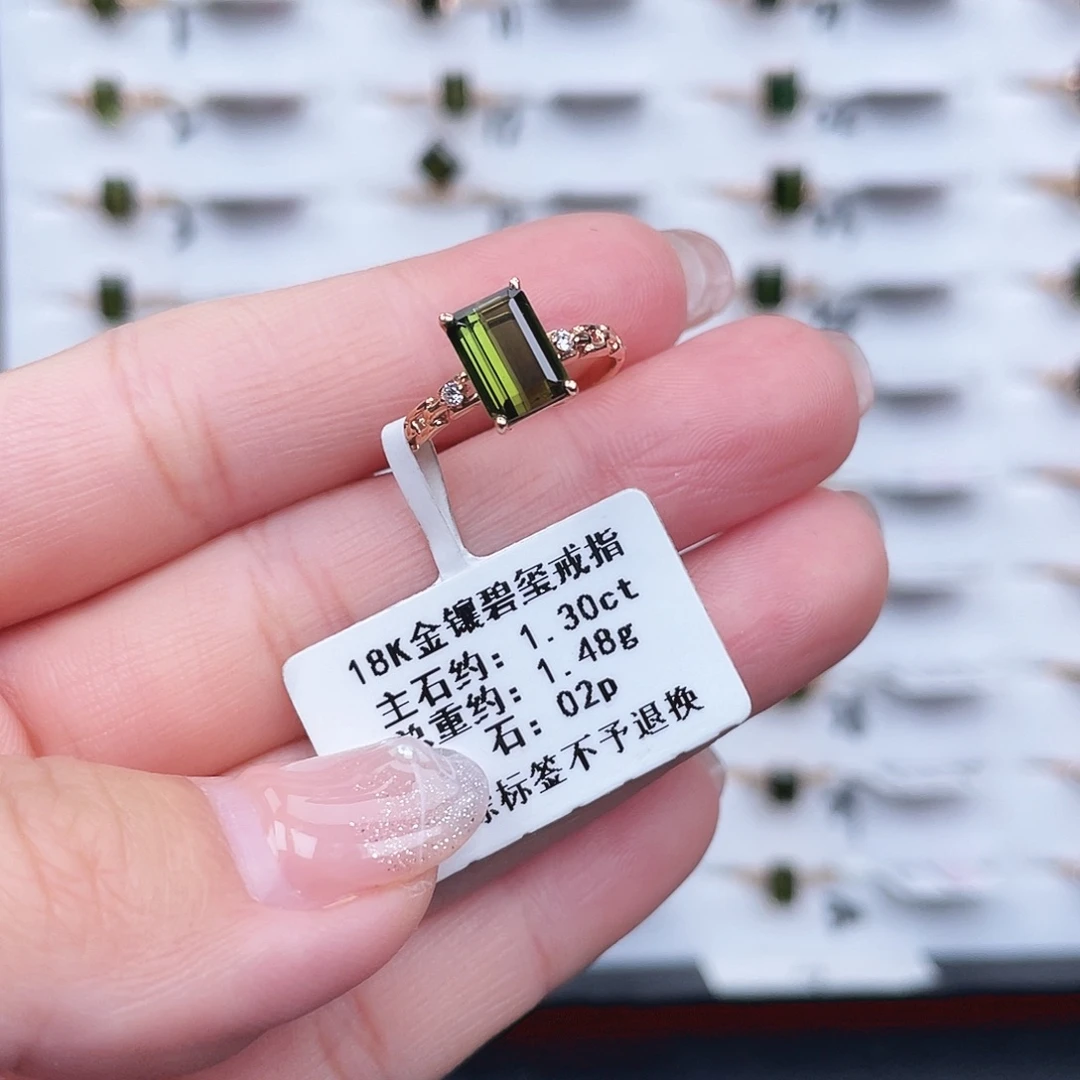 18K金镶碧玺戒指
主石约: 1.30ct
总重约: 1.48g
石: 02p
标签不予退换